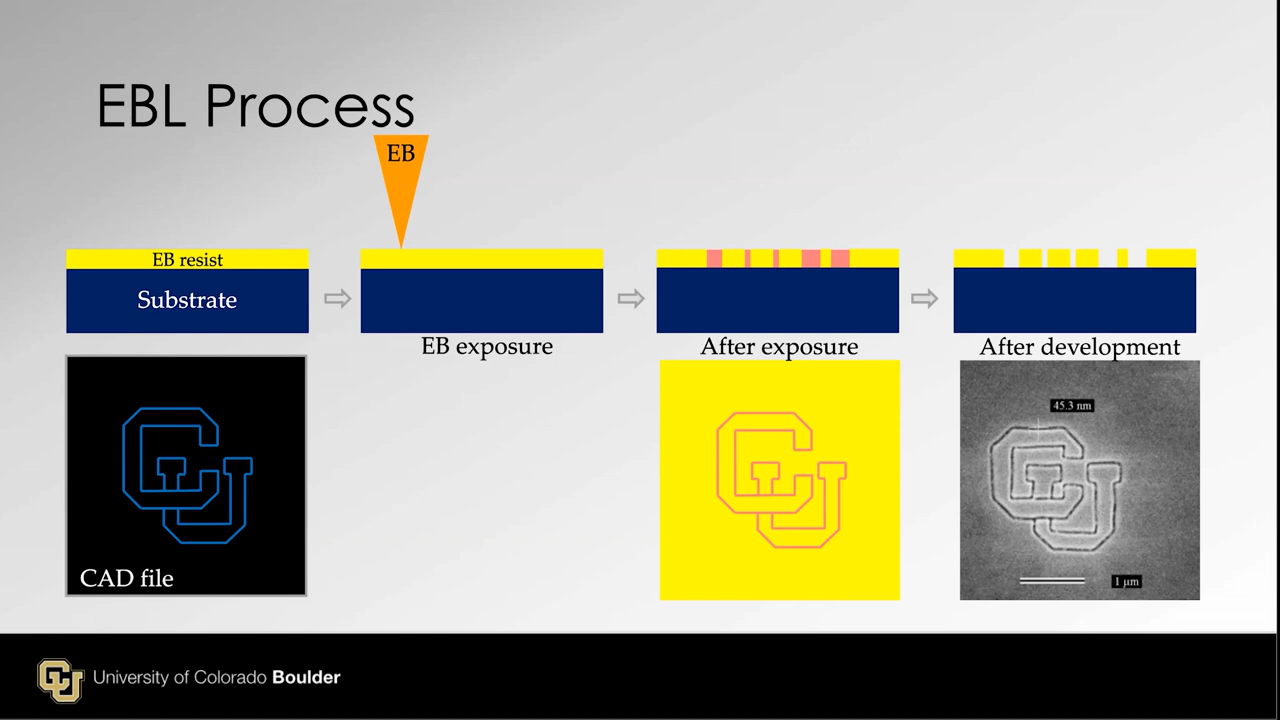 EBL Process
EB
EB resist
Substrate
EB exposure
After exposure
After development
CAD file
45.3 nm
1 μm
CU
University of Colorado Boulder